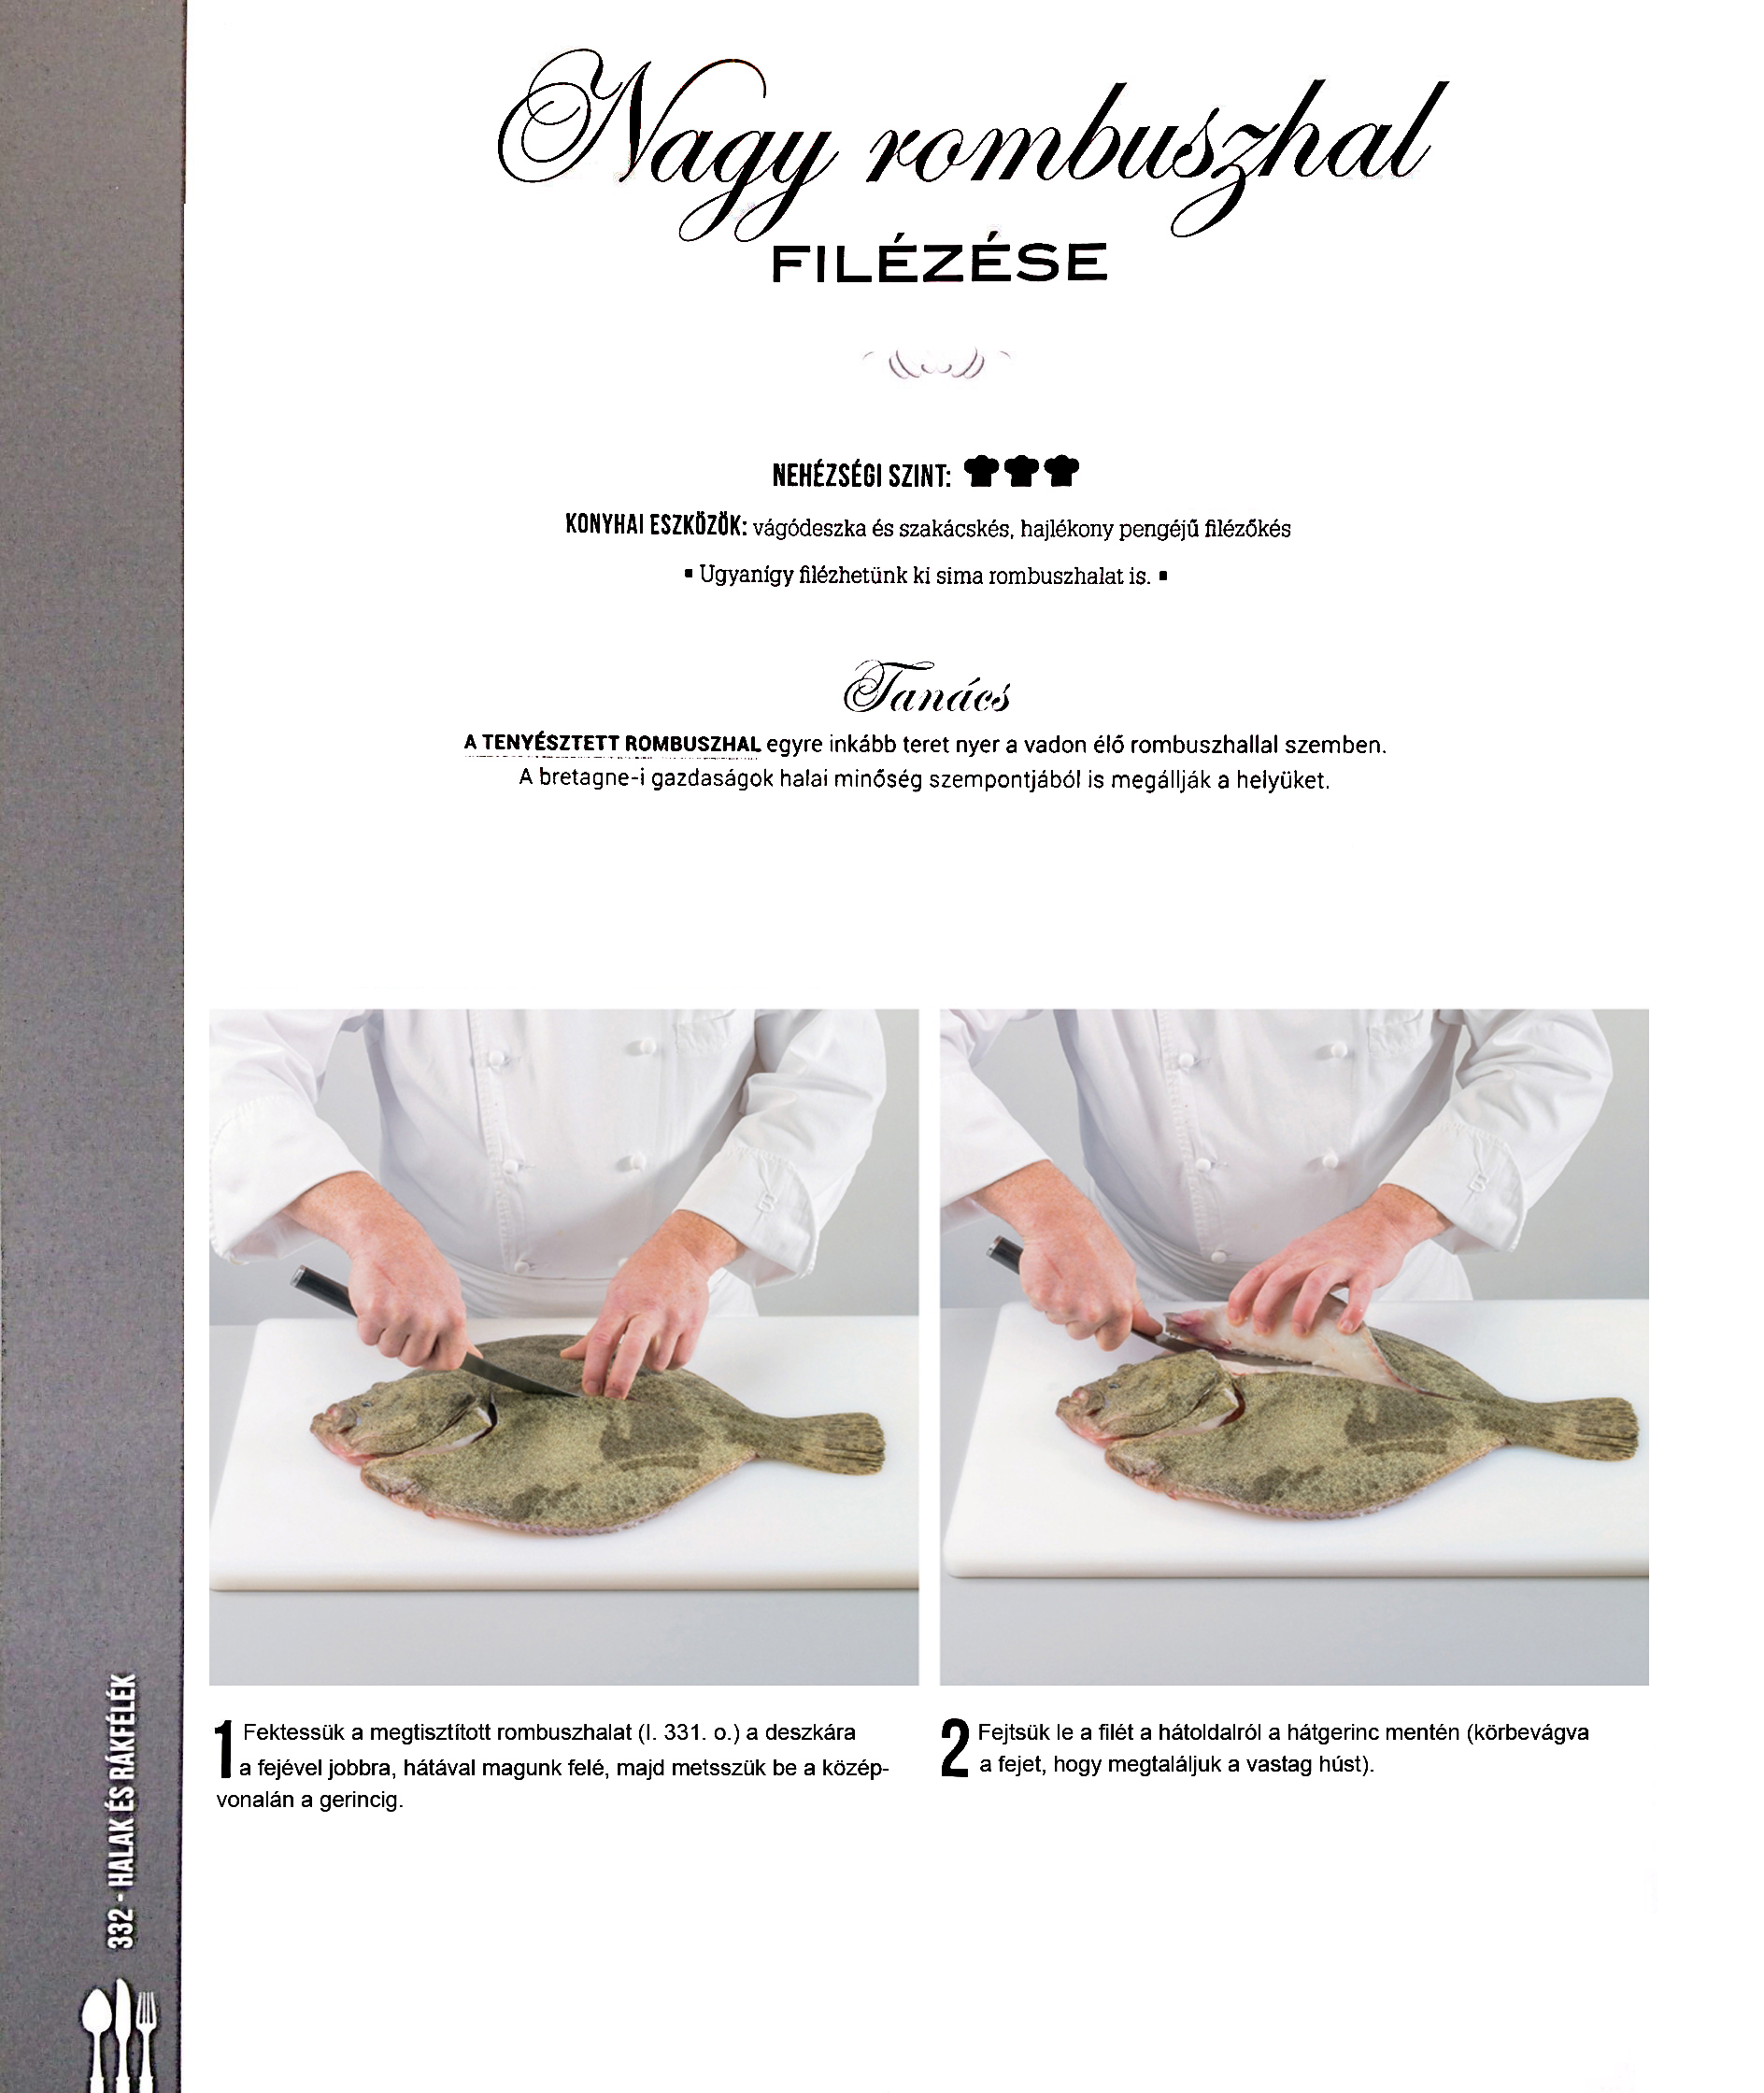 Nagy rombuszhal
FILÉZÉSE
NEHÉZSÉGI SZINT:
KONYHAI ESZKÖZÖK: vágódeszka és szakácskés, hajlékony pengéjű filézőkés
▪ Ugyanígy filézhetünk ki sima rombuszhalat is. ▪
Tanács
A TENYÉSZTETT ROMBUSZHAL egyre inkább teret nyer a vadon élő rombuszhallal szemben.
A bretagne-i gazdaságok halai minőség szempontjából is megállják a helyüket.
1 Fektessük a megtisztított rombuszhalat (l. 331. o.) a deszkára
a fejével jobbra, hátával magunk felé, majd metsszük be a közép-
vonalán a gerincig.
2 Fejtsük le a filét a hátoldalról a hátgerinc mentén (körbevágva
a fejet, hogy megtaláljuk a vastag húst).
332 - HALAK ÉS RÁKFÉLÉK